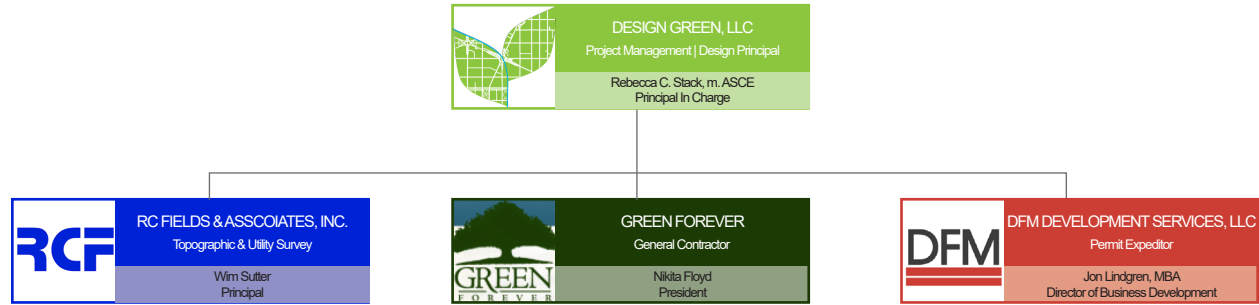 DESIGN GREEN, LLC
Project Management | Design Principal
Rebecca C. Stack, m. ASCE
Principal In Charge
RCF
RC FIELDS & ASSCOIATES, INC.
Topographic & Utility Survey
Wim Sutter
Principal
GREEN
FOREVER
GREEN FOREVER
General Contractor
Nikita Floyd
President
DFM
DFM DEVELOPMENT SERVICES, LLC
Permit Expeditor
Jon Lindgren, MBA
Director of Business Development